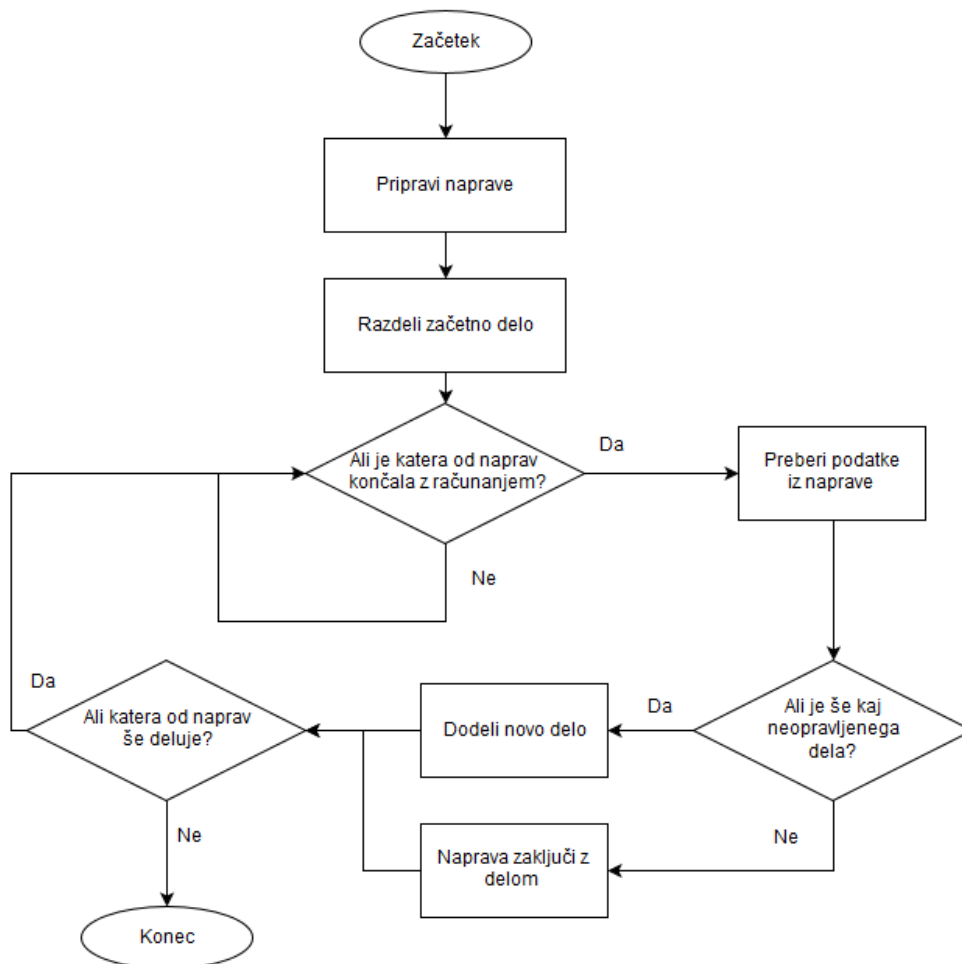 Začetek
Pripravi naprave
Razdeli začetno delo
Ali je katera od naprav
končala z računanjem?
Da
Preberi podatke
iz naprave
Ne
Ali je še kaj
neopravljenega
dela?
Da
Dodeli novo delo
Ne
Naprava zaključi z
delom
Ali katera od naprav
še deluje?
Da
Ne
Konec